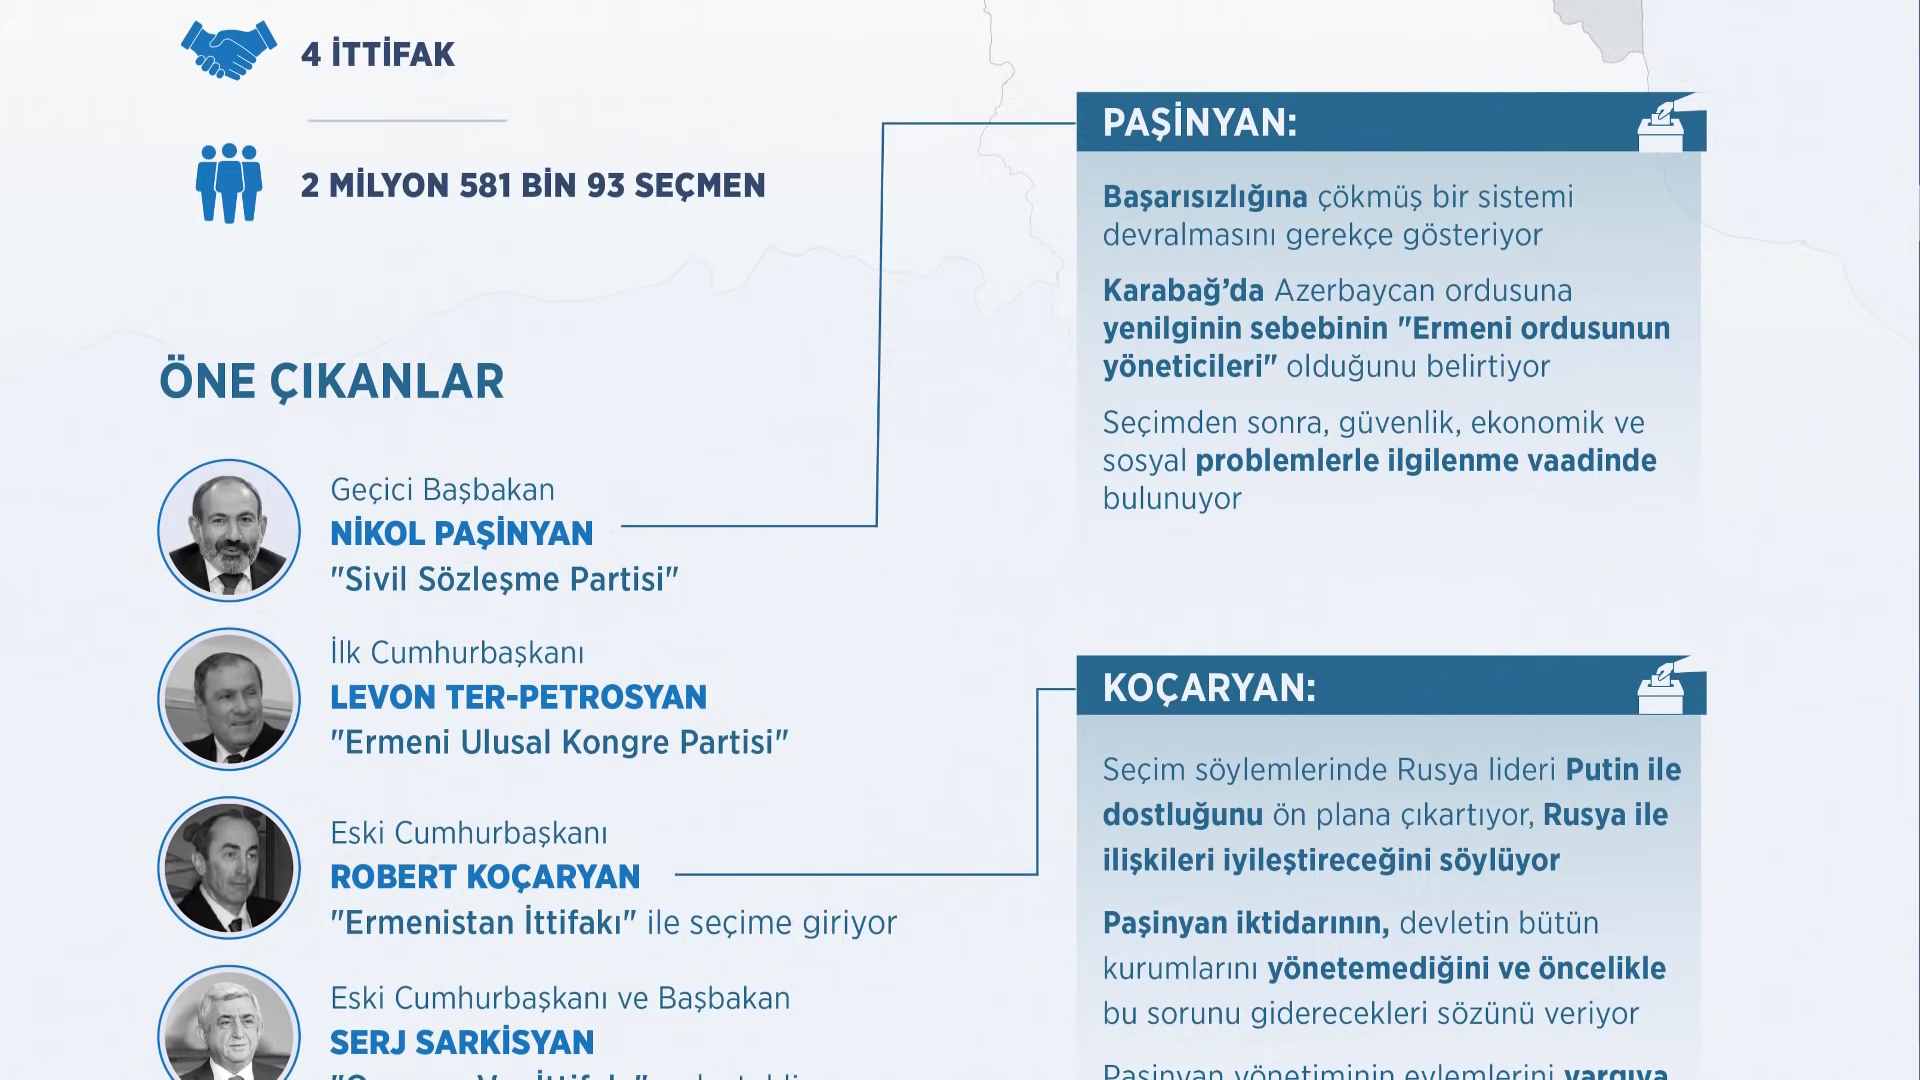 4 İTTİFAK
2 MİLYON 581 BİN 93 SEÇMEN
ÖNE ÇIKANLAR
Geçici Başbakan
NİKOL PAŞİNYAN
"Sivil Sözleşme Partisi"
İlk Cumhurbaşkanı
LEVON TER-PETROSYAN
"Ermeni Ulusal Kongre Partisi"
Eski Cumhurbaşkanı
ROBERT KOÇARYAN
"Ermenistan İttifakı" ile seçime giriyor
Eski Cumhurbaşkanı ve Başbakan
SERJ SARKİSYAN
PAŞİNYAN:
Başarısızlığına çökmüş bir sistemi
devralmasını gerekçe gösteriyor
Karabağ’da Azerbaycan ordusuna
yenilginin sebebinin "Ermeni ordusunun
yöneticileri" olduğunu belirtiyor
Seçimden sonra, güvenlik, ekonomik ve
sosyal problemlerle ilgilenme vaadinde
bulunuyor
KOÇARYAN:
Seçim söylemlerinde Rusya lideri Putin ile
dostluğunu ön plana çıkartıyor, Rusya ile
ilişkileri iyileştireceğini söylüyor
Paşinyan iktidarının, devletin bütün
kurumlarını yönetemediğini ve öncelikle
bu sorunu giderecekleri sözünü veriyor
Paşinyan yönetiminin eylemlerini yargıya